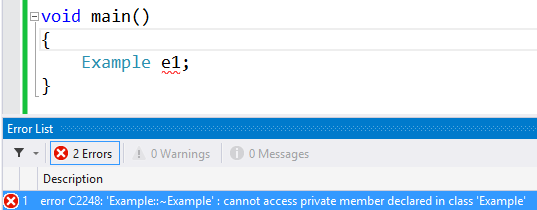 void main()
{
Example e1;
}
Error List
2 Errors
0 Warnings
0 Messages
Description
1 error C2248: 'Example::~Example' : cannot access private member declared in class 'Example'